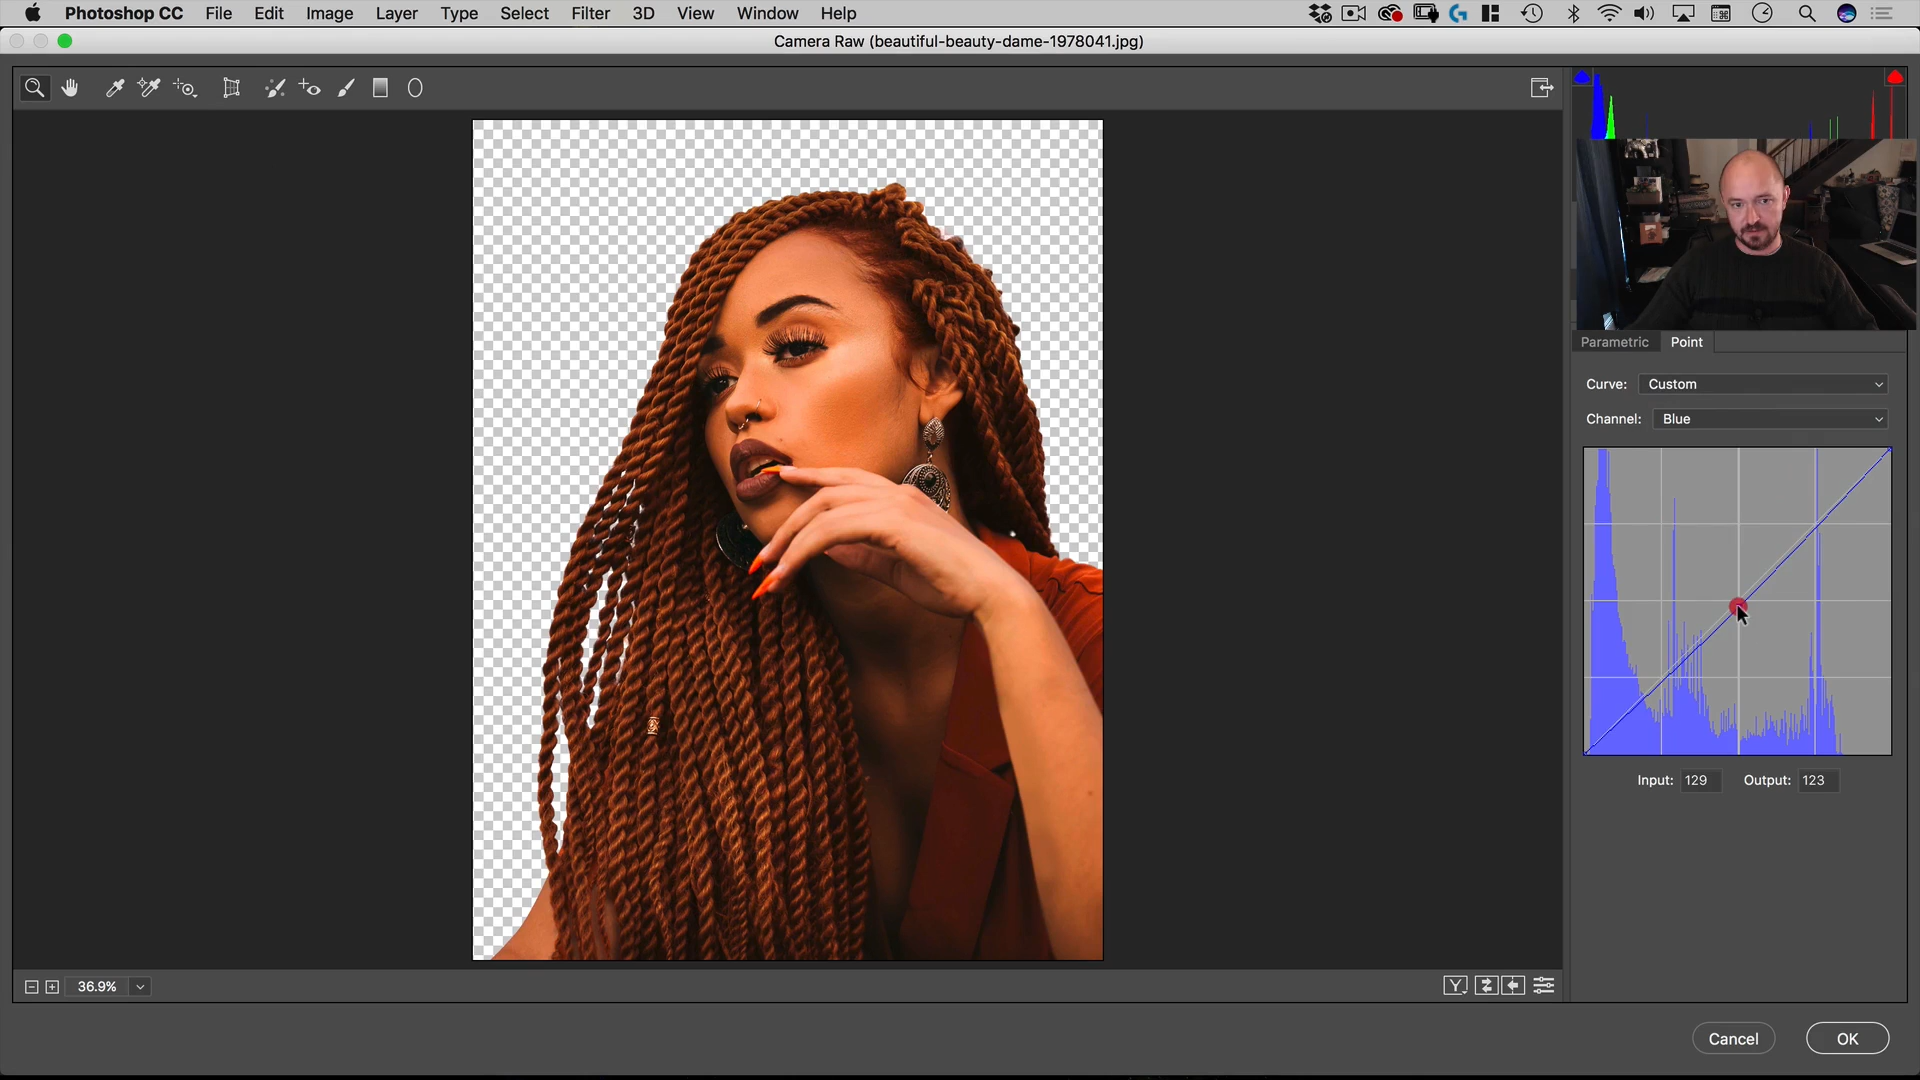 Photoshop CC File Edit Image Layer Type Select Filter 3D View Window Help
Camera Raw (beautiful-beauty-dame-1978041.jpg)
Parametric Point
Curve: Custom
Channel: Blue
Input: 129 Output: 123
36.9% Y
Cancel OK